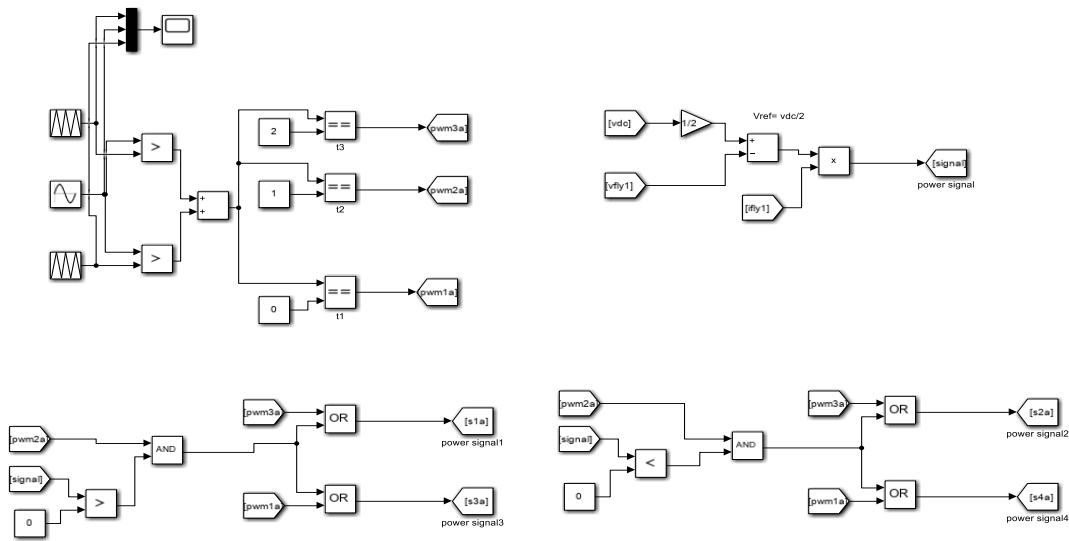 >
+
+
>
2
==
t3
[pwm3a]
1
==
t2
[pwm2a]
0
==
t1
[pwm1a]
[vdc]
1/2
Vref= vdc/2
+
−
[vfly1]
[ifly1]
x
[signal]
power signal
[pwm2a]
[signal]
0
>
AND
[pwm3a]
OR
[s1a]
power signal1
[pwm1a]
OR
[s3a]
power signal3
[pwm2a]
[signal]
0
<
AND
[pwm3a]
OR
[s2a]
power signal2
[pwm1a]
OR
[s4a]
power signal4